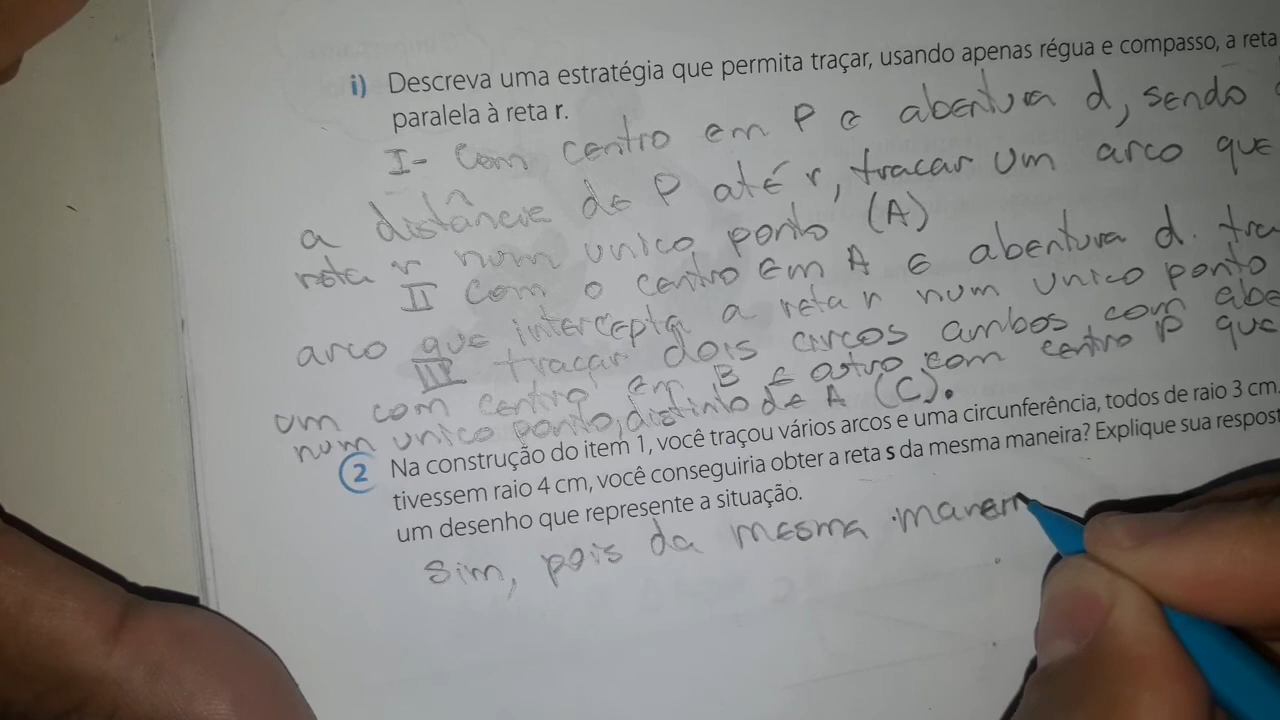 i) Descreva uma estratégia que permita traçar, usando apenas régua e compasso, a reta
paralela à reta r.
I- Com centro em P e abertura d, sendo
a distância de P até r, tracar um arco que
reta r num unico ponto (A)
II Com o centro em A e abertura d. tra
arco que intercepta a reta r num unico ponto
III traçar dois circos ambos com abe
um com centro em B e outro com centro P que
num unico ponto, distinto de A (C).
2 Na construção do item 1, você traçou vários arcos e uma circunferência, todos de raio 3 cm.
tivessem raio 4 cm, você conseguiria obter a reta s da mesma maneira? Explique sua respost
um desenho que represente a situação.
Sim, pois da mesma manem